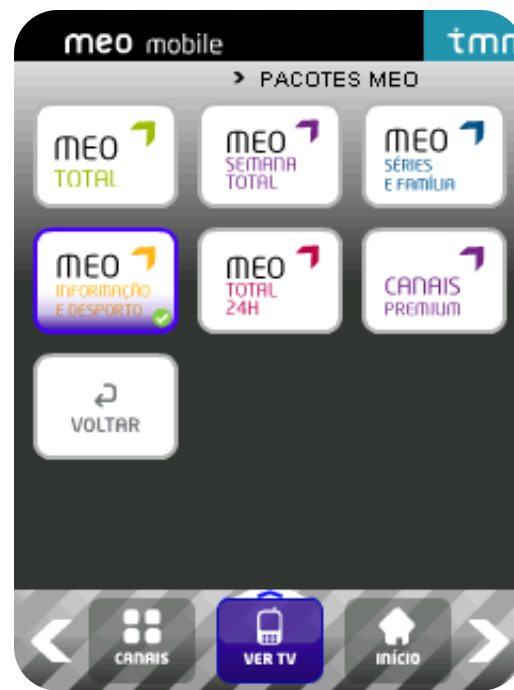 meo mobile
tmn
> PACOTES MEO
MEO
TOTAL
MEO
SEMANA
TOTAL
MEO
SÉRIES
E FAMÍLIA
MEO
INFORMAÇÃO
E DESPORTO
MEO
TOTAL
24H
CANAIS
PREMIUM
VOLTAR
CANAIS
VER TV
INÍCIO